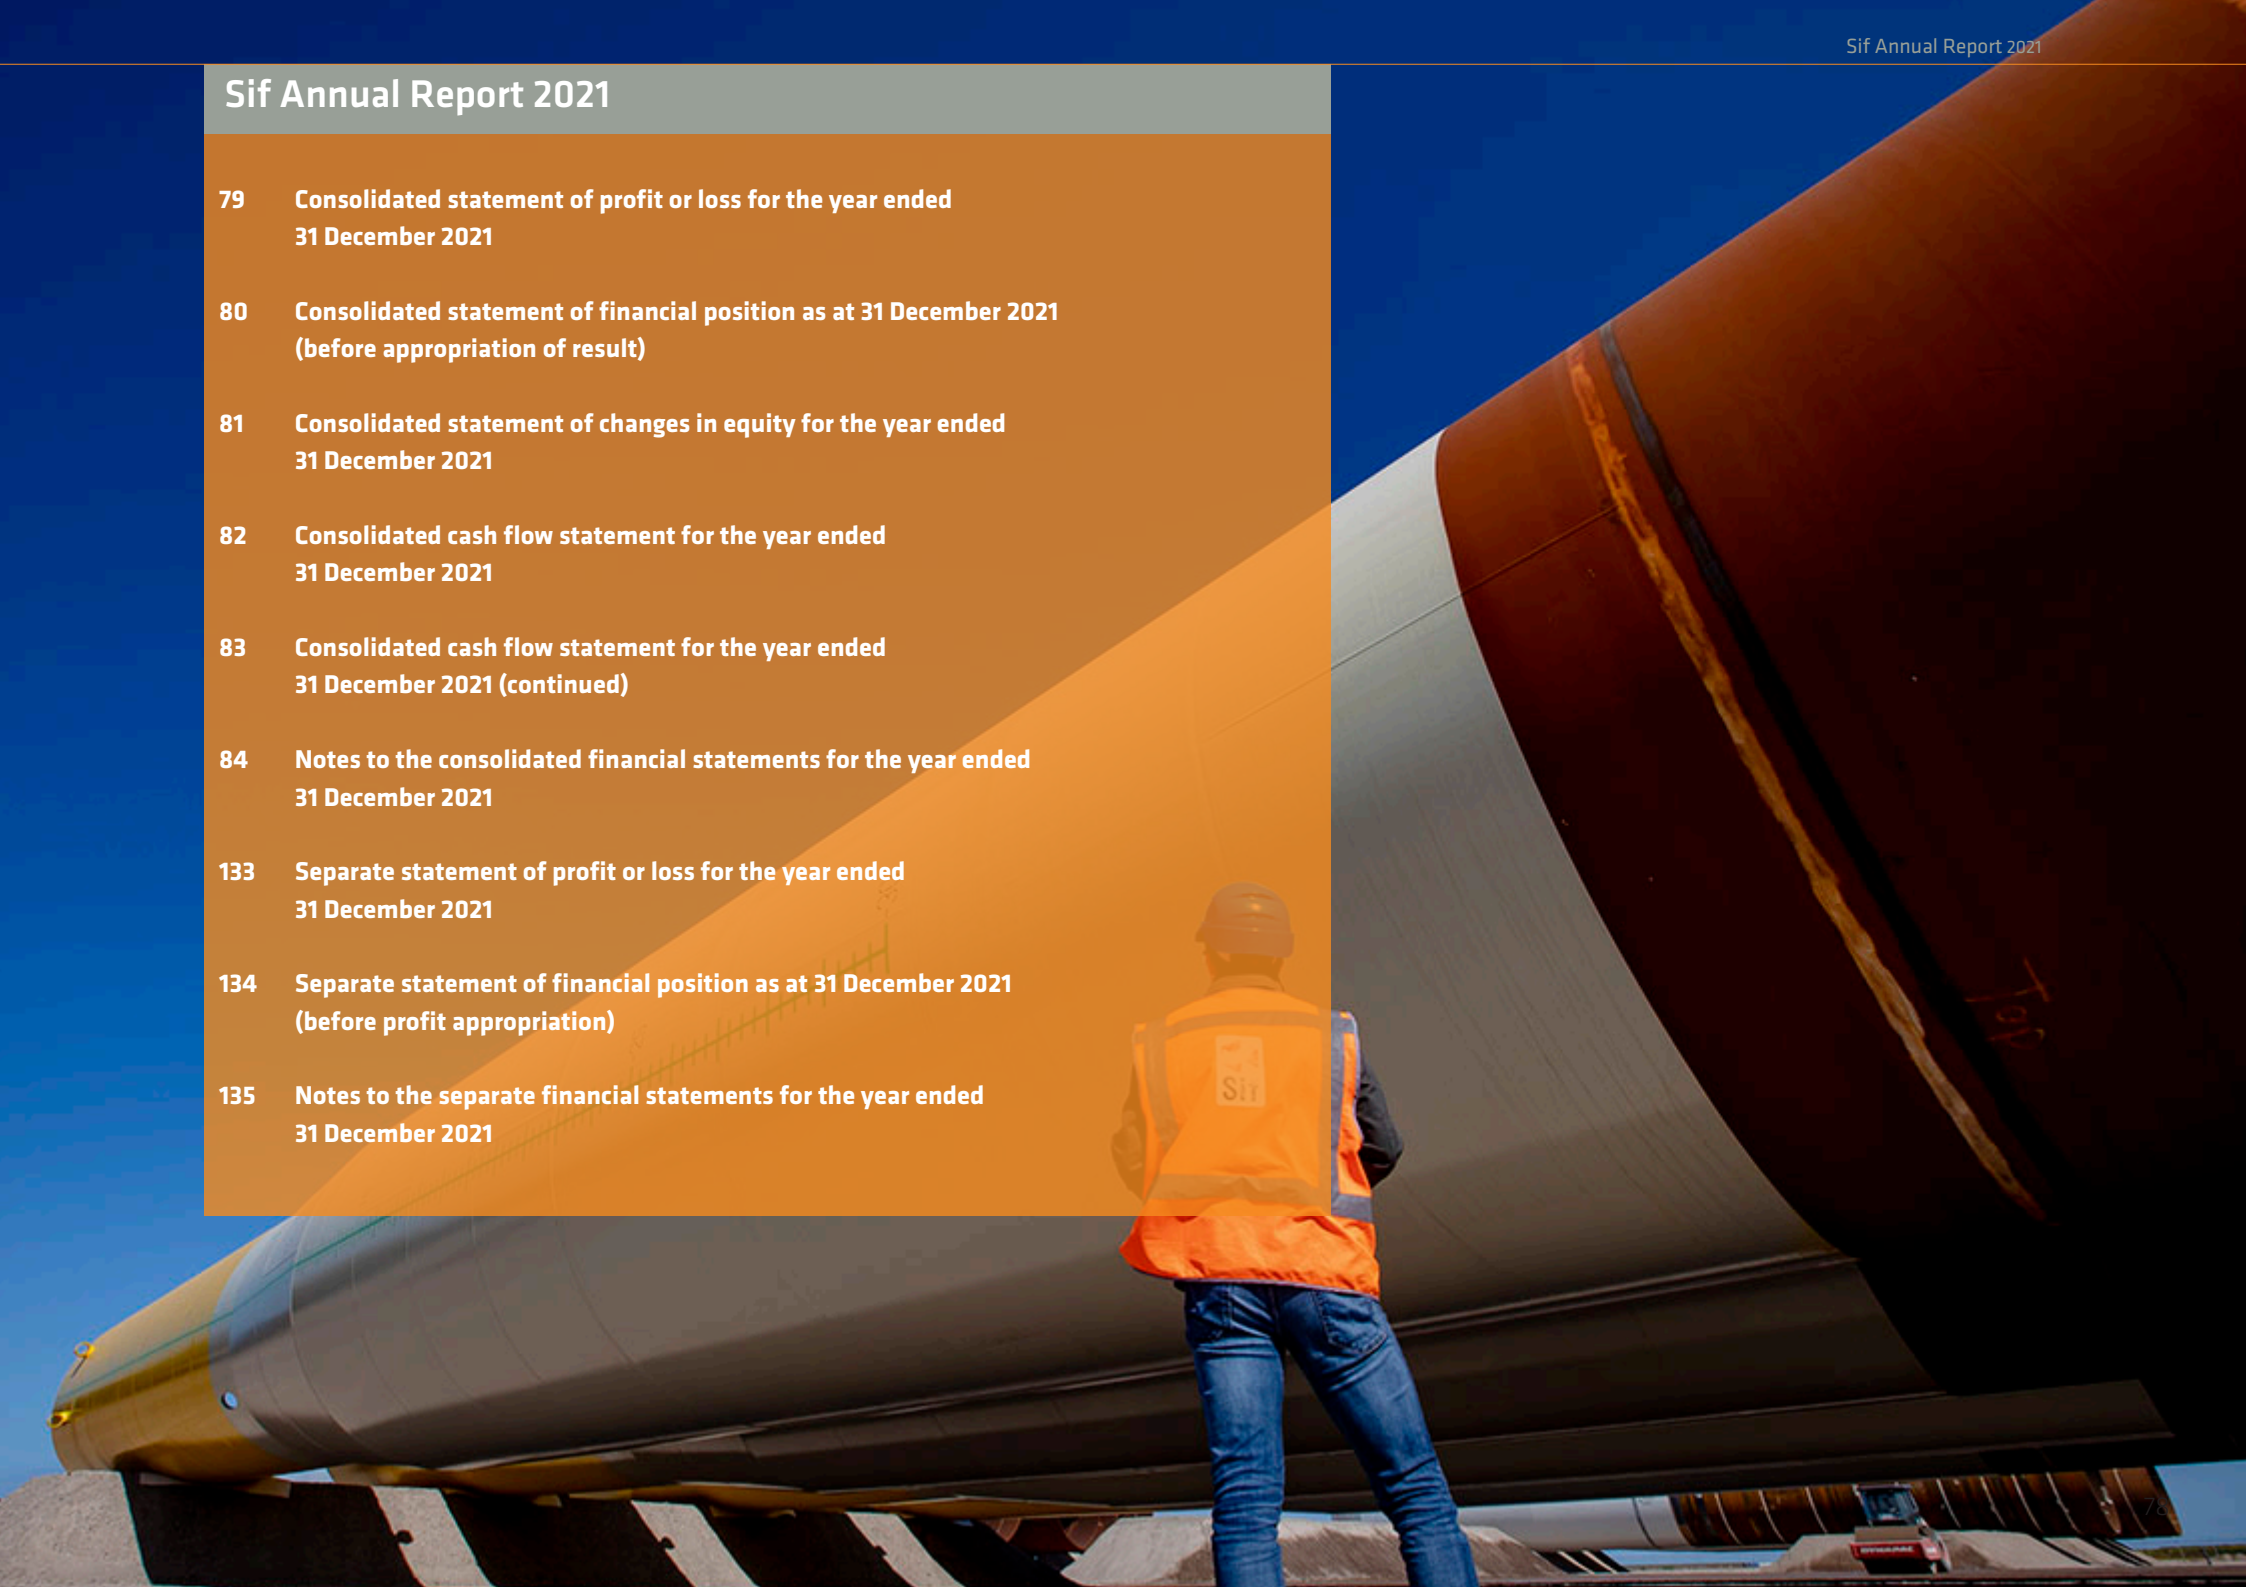 Sif Annual Report 2021
Sif Annual Report 2021
79 Consolidated statement of profit or loss for the year ended
31 December 2021
80 Consolidated statement of financial position as at 31 December 2021
(before appropriation of result)
81 Consolidated statement of changes in equity for the year ended
31 December 2021
82 Consolidated cash flow statement for the year ended
31 December 2021
83 Consolidated cash flow statement for the year ended
31 December 2021 (continued)
84 Notes to the consolidated financial statements for the year ended
31 December 2021
133 Separate statement of profit or loss for the year ended
31 December 2021
134 Separate statement of financial position as at 31 December 2021
(before profit appropriation)
135 Notes to the separate financial statements for the year ended
31 December 2021
Sif
Top
78